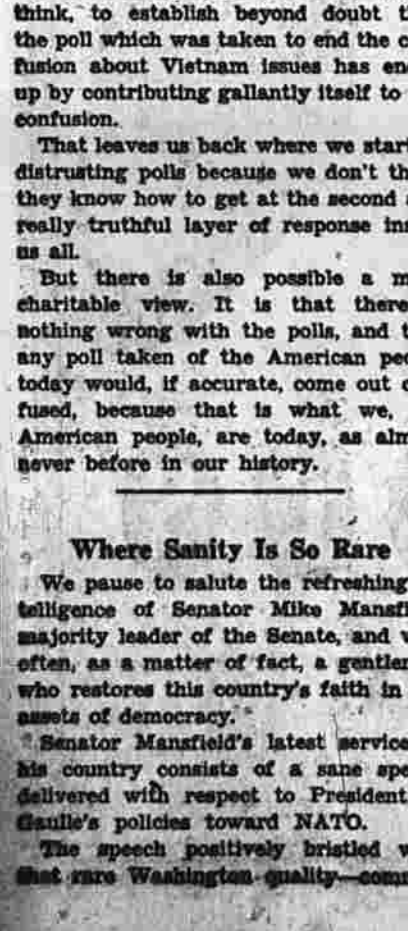 think, to establish beyond doubt t
the poll which was taken to end the c
fusion about Vietnam issues has en
up by contributing gallantly itself to
confusion.
That leaves us back where we start
distrusting polls because we don't th
they know how to get at the second
really truthful layer of response ins
us all.
But there is also possible a m
charitable view. It is that there
nothing wrong with the polls, and t
any poll taken of the American peo
today would, if accurate, come out c
fused, because that is what we,
American people, are today, as alm
never before in our history.
Where Sanity Is So Rare
We pause to salute the refreshing
telligence of Senator Mike Mansfi
majority leader of the Senate, and v
often, as a matter of fact, a gentlem
who restores this country's faith in
assets of democracy.
Senator Mansfield's latest service
his country consists of a sane spe
delivered with respect to President
Gaulle's policies toward NATO.
The speech positively bristled w
that rare Washington quality—comm